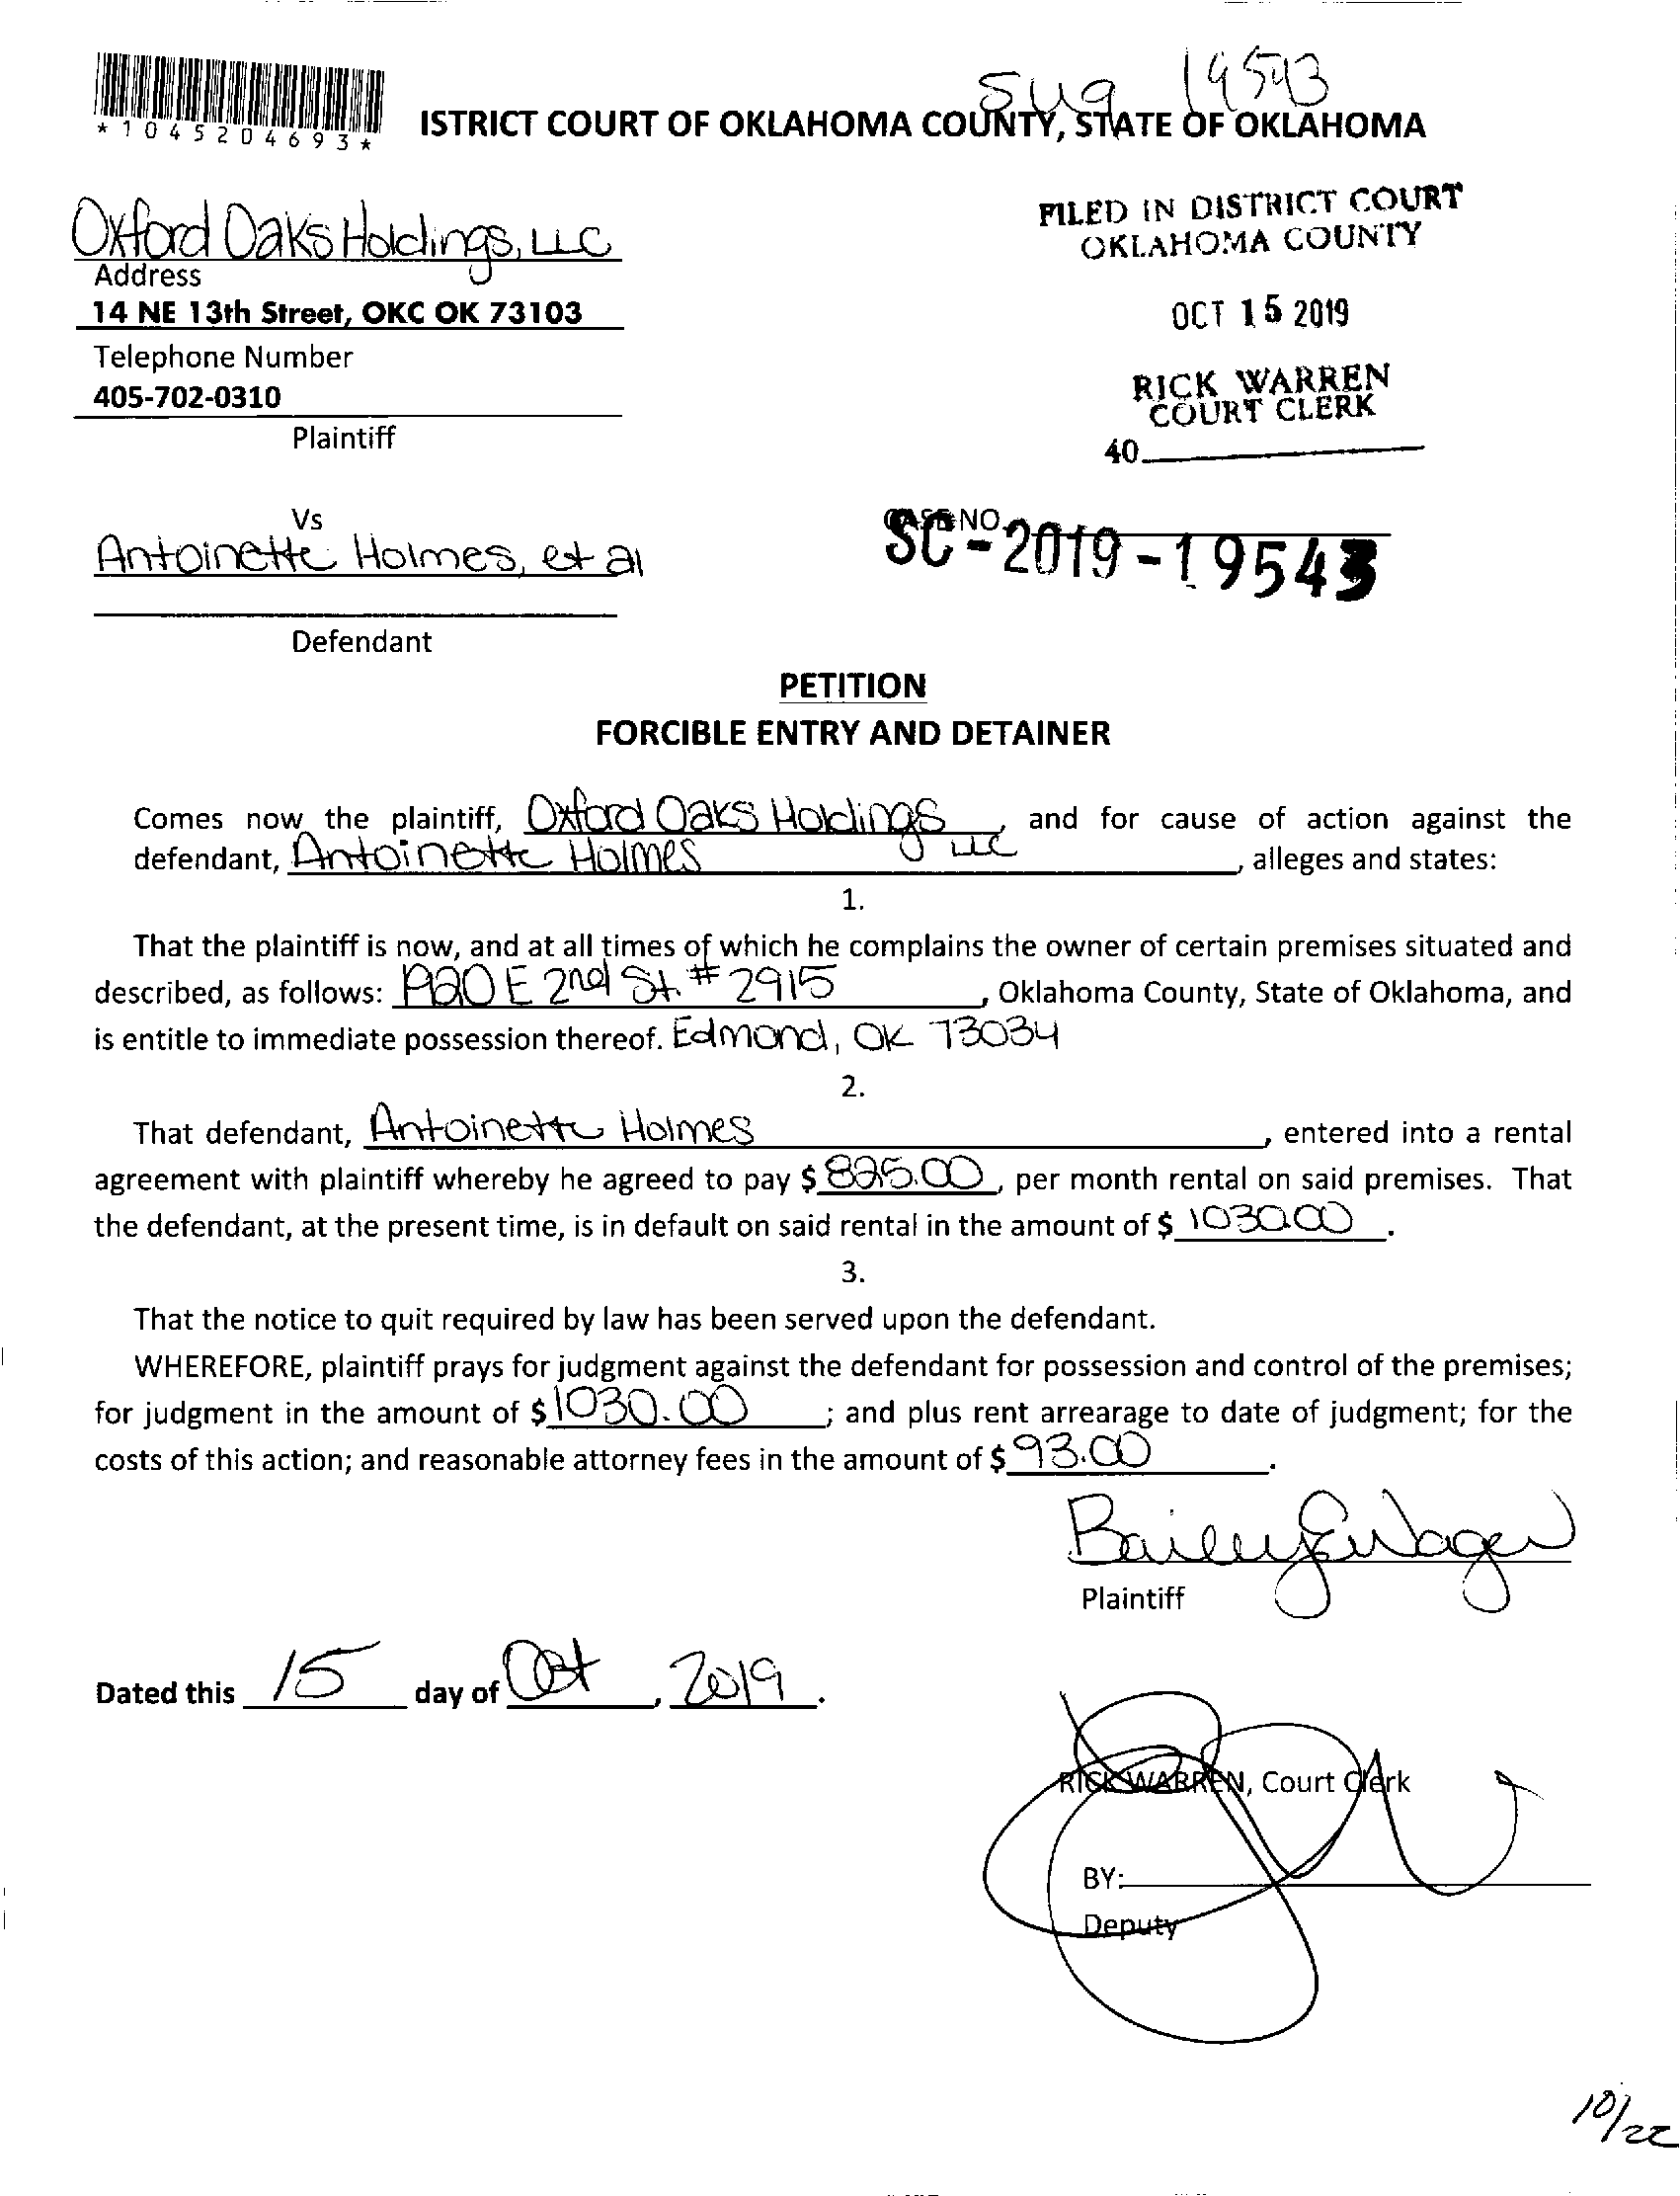 19543
*1045204693*
ISTRICT COURT OF OKLAHOMA COUNTY, STATE OF OKLAHOMA
Oxford Oaks Holdings, LLC
Address
14 NE 13th Street, OKC OK 73103
Telephone Number
405-702-0310
Plaintiff
FILED IN DISTRICT COURT
OKLAHOMA COUNTY
OCT 15 2019
RICK WARREN
COURT CLERK
40
Vs
Antoinette Holmes, et al
Defendant
CASE NO.
SC-2019-19543
PETITION
FORCIBLE ENTRY AND DETAINER
Comes now the plaintiff, Oxford Oaks Holdings LLC, and for cause of action against the
defendant, Antoinette Holmes, alleges and states:
1.
That the plaintiff is now, and at all times of which he complains the owner of certain premises situated and
described, as follows: 1920 E 2nd St. # 2915, Oklahoma County, State of Oklahoma, and
is entitle to immediate possession thereof. Edmond, OK 73034
2.
That defendant, Antoinette Holmes, entered into a rental
agreement with plaintiff whereby he agreed to pay $ 825.00, per month rental on said premises. That
the defendant, at the present time, is in default on said rental in the amount of $ 1030.00.
3.
That the notice to quit required by law has been served upon the defendant.
WHEREFORE, plaintiff prays for judgment against the defendant for possession and control of the premises;
for judgment in the amount of $ 1030.00; and plus rent arrearage to date of judgment; for the
costs of this action; and reasonable attorney fees in the amount of $ 93.00.
Plaintiff
Dated this 15 day of Oct, 2019.
RICK WARREN, Court Clerk
BY:
Deputy
10/22